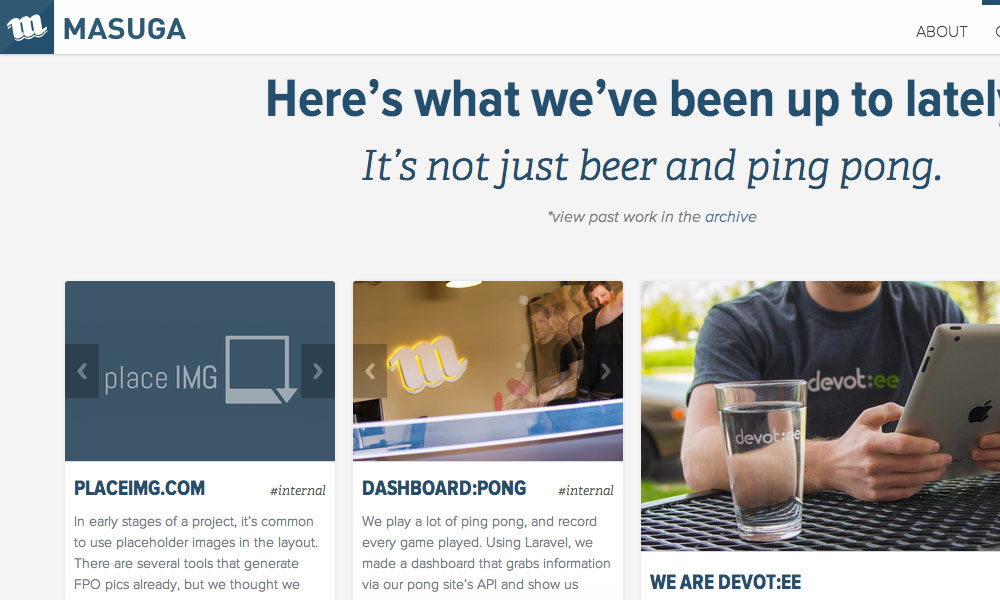 m MASUGA
ABOUT
Here's what we've been up to lately
It's not just beer and ping pong.
*view past work in the archive
place IMG
m
devot:ee
devot:ee
PLACEIMG.COM #internal
In early stages of a project, it's common
to use placeholder images in the layout.
There are several tools that generate
FPO pics already, but we thought we
DASHBOARD:PONG #internal
We play a lot of ping pong, and record
every game played. Using Laravel, we
made a dashboard that grabs information
via our pong site's API and show us
WE ARE DEVOT:EE